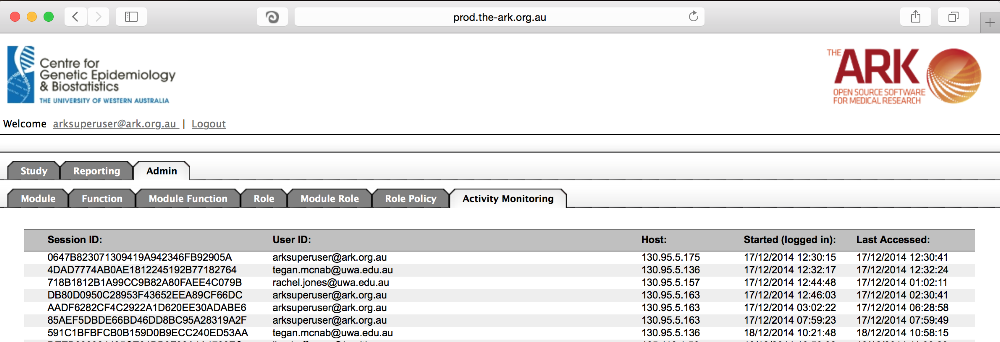 prod.the-ark.org.au
Centre for
Genetic Epidemiology
& Biostatistics
THE UNIVERSITY OF WESTERN AUSTRALIA
THE ARK
OPEN SOURCE SOFTWARE
FOR MEDICAL RESEARCH
Welcome arksuperuser@ark.org.au | Logout
Study Reporting Admin
Module Function Module Function Role Module Role Role Policy Activity Monitoring
Session ID: User ID: Host: Started (logged in): Last Accessed:
0647B823071309419A942346FB92905A arksuperuser@ark.org.au 130.95.5.175 17/12/2014 12:30:15 17/12/2014 12:30:41
4DAD7774AB0AE1812245192B77182764 tegan.mcnab@uwa.edu.au 130.95.5.136 17/12/2014 12:32:17 17/12/2014 12:32:24
718B1812B1A99CC9B82A80FAEE4C079B rachel.jones@uwa.edu.au 130.95.5.157 17/12/2014 12:44:48 17/12/2014 01:02:11
DB80D0950C28953F43652EEA89CF66DC arksuperuser@ark.org.au 130.95.5.163 17/12/2014 12:46:03 17/12/2014 02:30:41
AADF6282CF4C2922A1D620EE30ADABE6 arksuperuser@ark.org.au 130.95.5.163 17/12/2014 03:02:22 17/12/2014 06:28:58
85AEF5DBDE66BD46DD8BC95A28319A2F arksuperuser@ark.org.au 130.95.5.163 17/12/2014 07:59:23 17/12/2014 07:59:49
591C1BFBFCB0B159D0B9ECC240ED53AA tegan.mcnab@uwa.edu.au 130.95.5.136 18/12/2014 10:21:48 18/12/2014 10:58:15